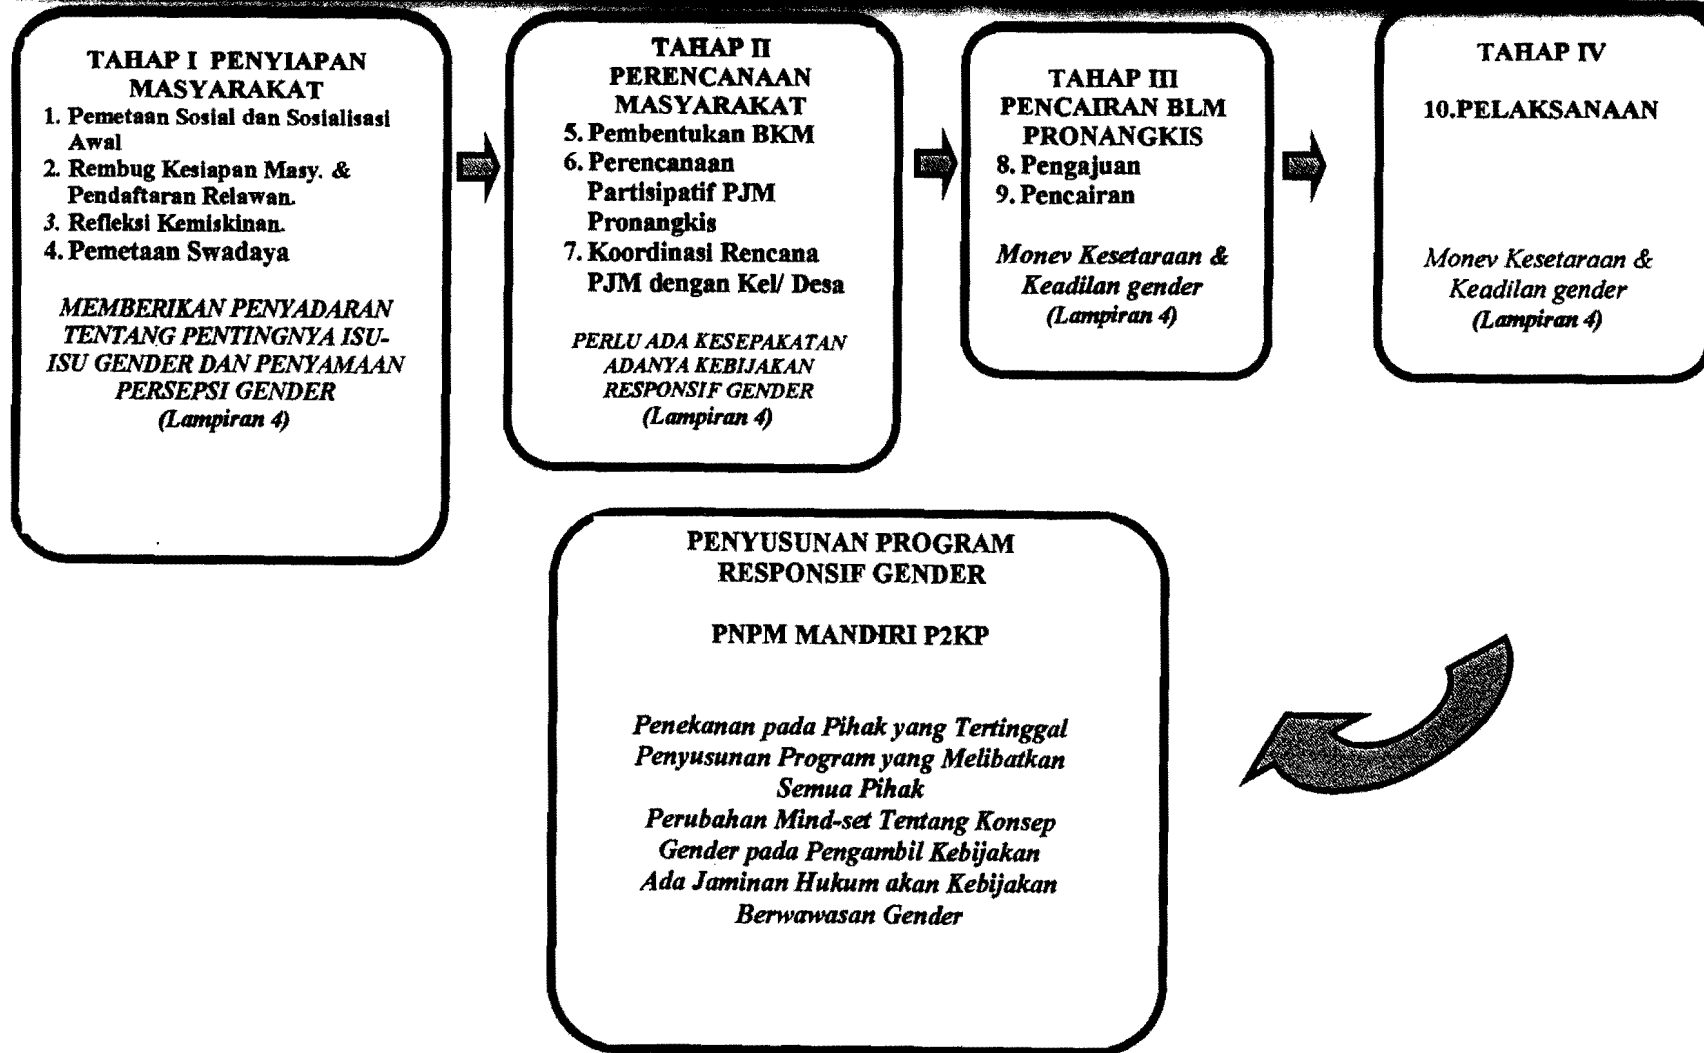 TAHAP I PENYIAPAN
MASYARAKAT
1. Pemetaan Sosial dan Sosialisasi
Awal
2. Rembug Kesiapan Masy. &
Pendaftaran Relawan.
3. Refleksi Kemiskinan.
4. Pemetaan Swadaya
MEMBERIKAN PENYADARAN
TENTANG PENTINGNYA ISU-
ISU GENDER DAN PENYAMAAN
PERSEPSI GENDER
(Lampiran 4)
TAHAP II
PERENCANAAN
MASYARAKAT
5. Pembentukan BKM
6. Perencanaan
Partisipatif PJM
Pronangkis
7. Koordinasi Rencana
PJM dengan Kel/ Desa
PERLU ADA KESEPAKATAN
ADANYA KEBIJAKAN
RESPONSIF GENDER
(Lampiran 4)
TAHAP III
PENCAIRAN BLM
PRONANGKIS
8. Pengajuan
9. Pencairan
Monev Kesetaraan &
Keadilan gender
(Lampiran 4)
TAHAP IV
10.PELAKSANAAN
Monev Kesetaraan &
Keadilan gender
(Lampiran 4)
PENYUSUNAN PROGRAM
RESPONSIF GENDER
PNPM MANDIRI P2KP
Penekanan pada Pihak yang Tertinggal
Penyusunan Program yang Melibatkan
Semua Pihak
Perubahan Mind-set Tentang Konsep
Gender pada Pengambil Kebijakan
Ada Jaminan Hukum akan Kebijakan
Berwawasan Gender